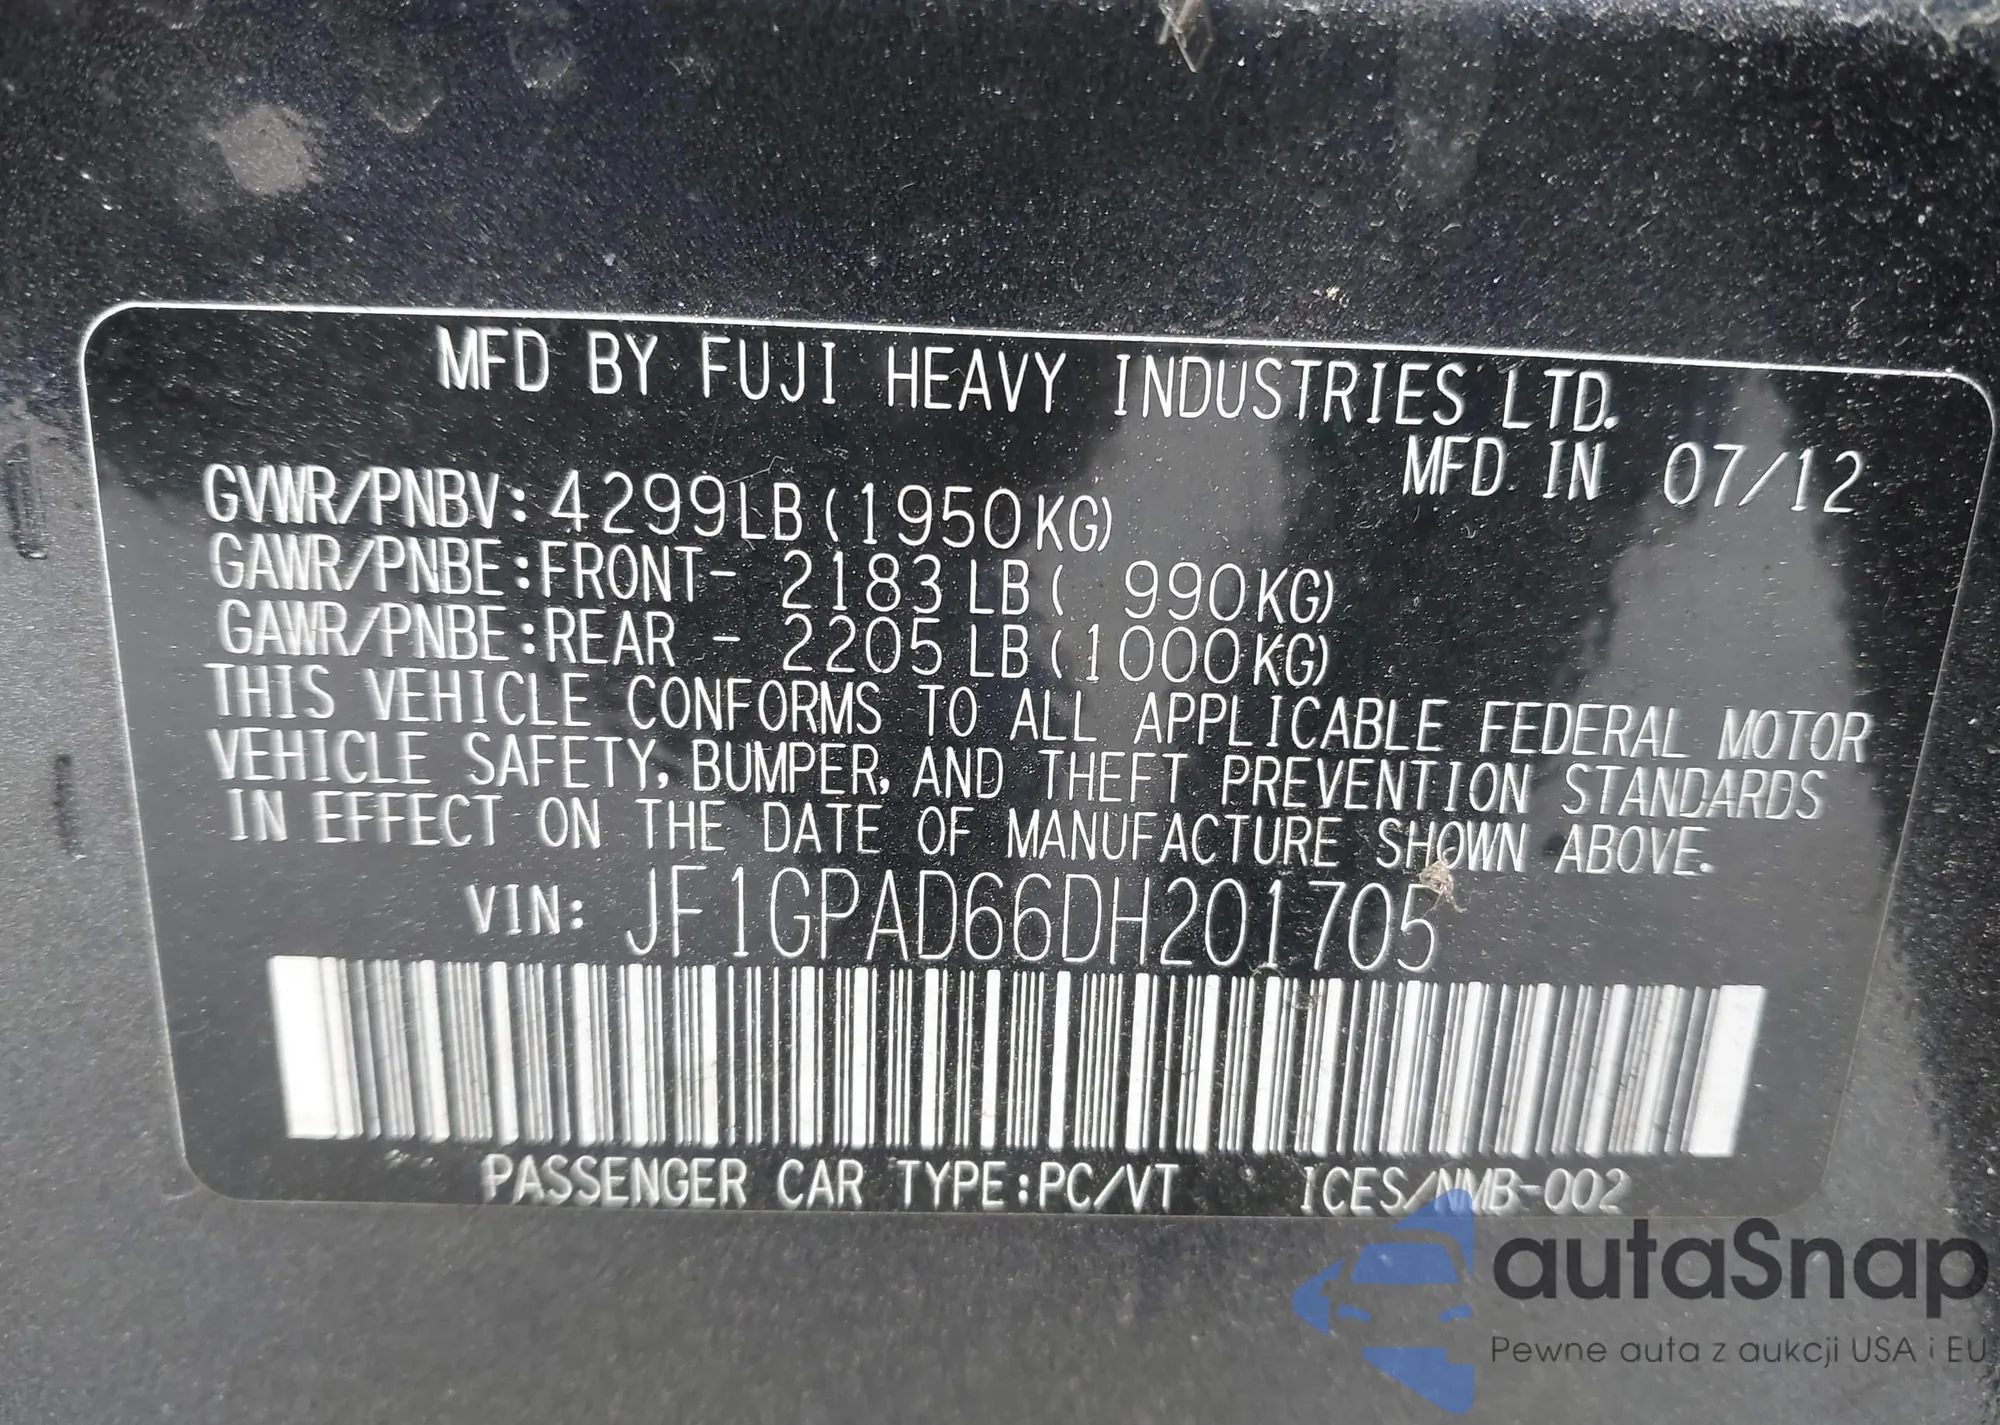 MFD BY FUJI HEAVY INDUSTRIES LTD.
MFD IN 07/12
GVWR/PNBV:4299LB(1950KG)
GAWR/PNBE:FRONT- 2183LB( 990KG)
GAWR/PNBE:REAR - 2205LB(1000KG)
THIS VEHICLE CONFORMS TO ALL APPLICABLE FEDERAL MOTOR
VEHICLE SAFETY, BUMPER, AND THEFT PREVENTION STANDARDS
IN EFFECT ON THE DATE OF MANUFACTURE SHOWN ABOVE.
VIN: JF1GPAD66DH201705
PASSENGER CAR TYPE:PC/VT ICES/NMB-002
autaSnap
Pewne auta z aukcji USA i EU